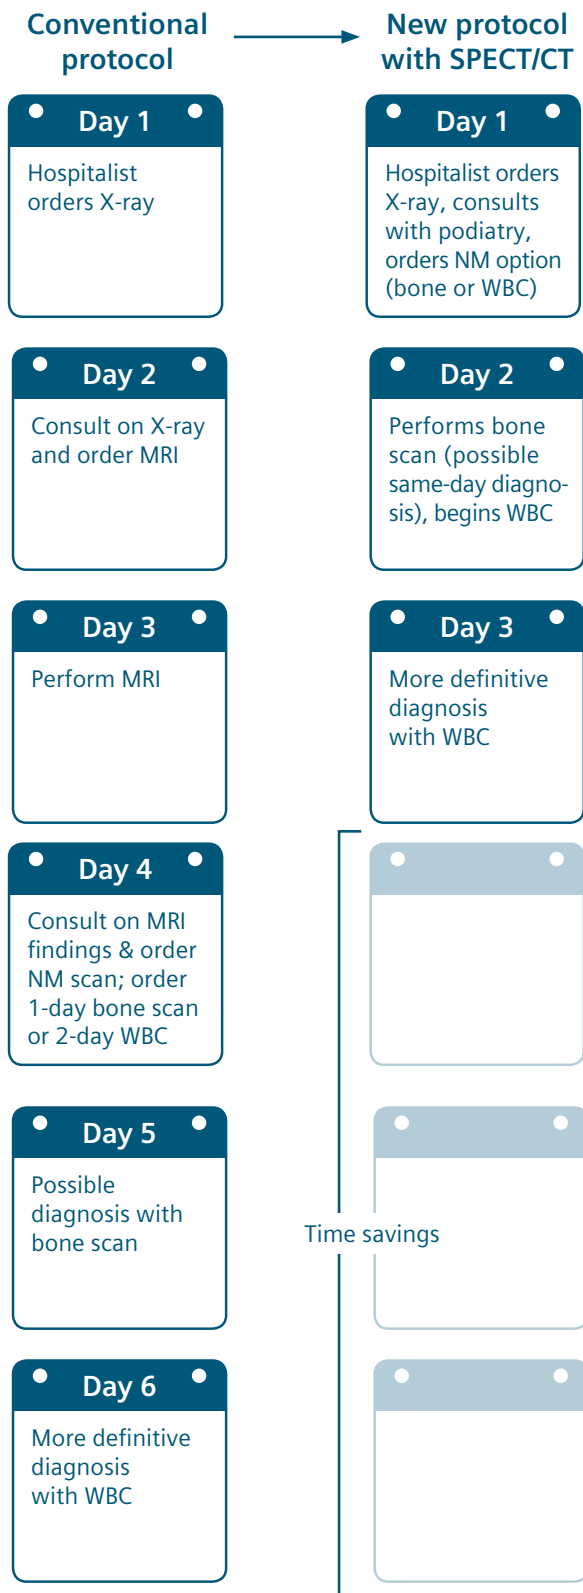 Conventional
protocol
New protocol
with SPECT/CT
Day 1
Hospitalist
orders X-ray
Day 1
Hospitalist orders
X-ray, consults
with podiatry,
orders NM option
(bone or WBC)
Day 2
Consult on X-ray
and order MRI
Day 2
Performs bone
scan (possible
same-day diagno-
sis), begins WBC
Day 3
Perform MRI
Day 3
More definitive
diagnosis
with WBC
Day 4
Consult on MRI
findings & order
NM scan; order
1-day bone scan
or 2-day WBC
Day 5
Possible
diagnosis with
bone scan
Time savings
Day 6
More definitive
diagnosis
with WBC